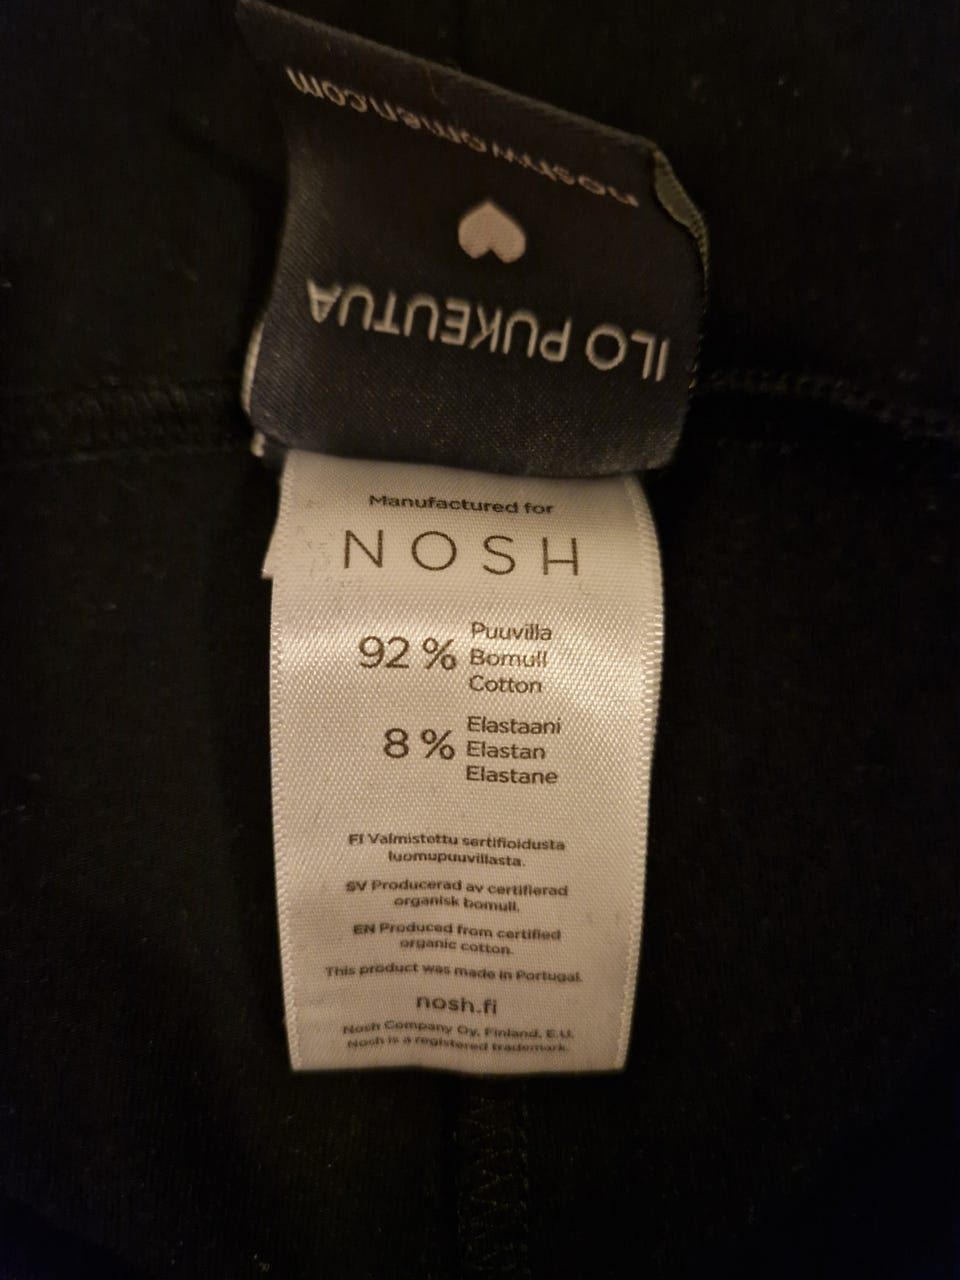 noshwomen.com
ILO PUKEUTUA
Manufactured for
NOSH
92 % Puuvilla
Bomull
Cotton
8 % Elastaani
Elastan
Elastane
FI Valmistettu sertifioidusta
luomupuuvillasta.
SV Producerad av certifierad
organisk bomull.
EN Produced from certified
organic cotton.
This product was made in Portugal.
nosh.fi
Nosh Company Oy, Finland, E.U.
Nosh is a registered trademark.